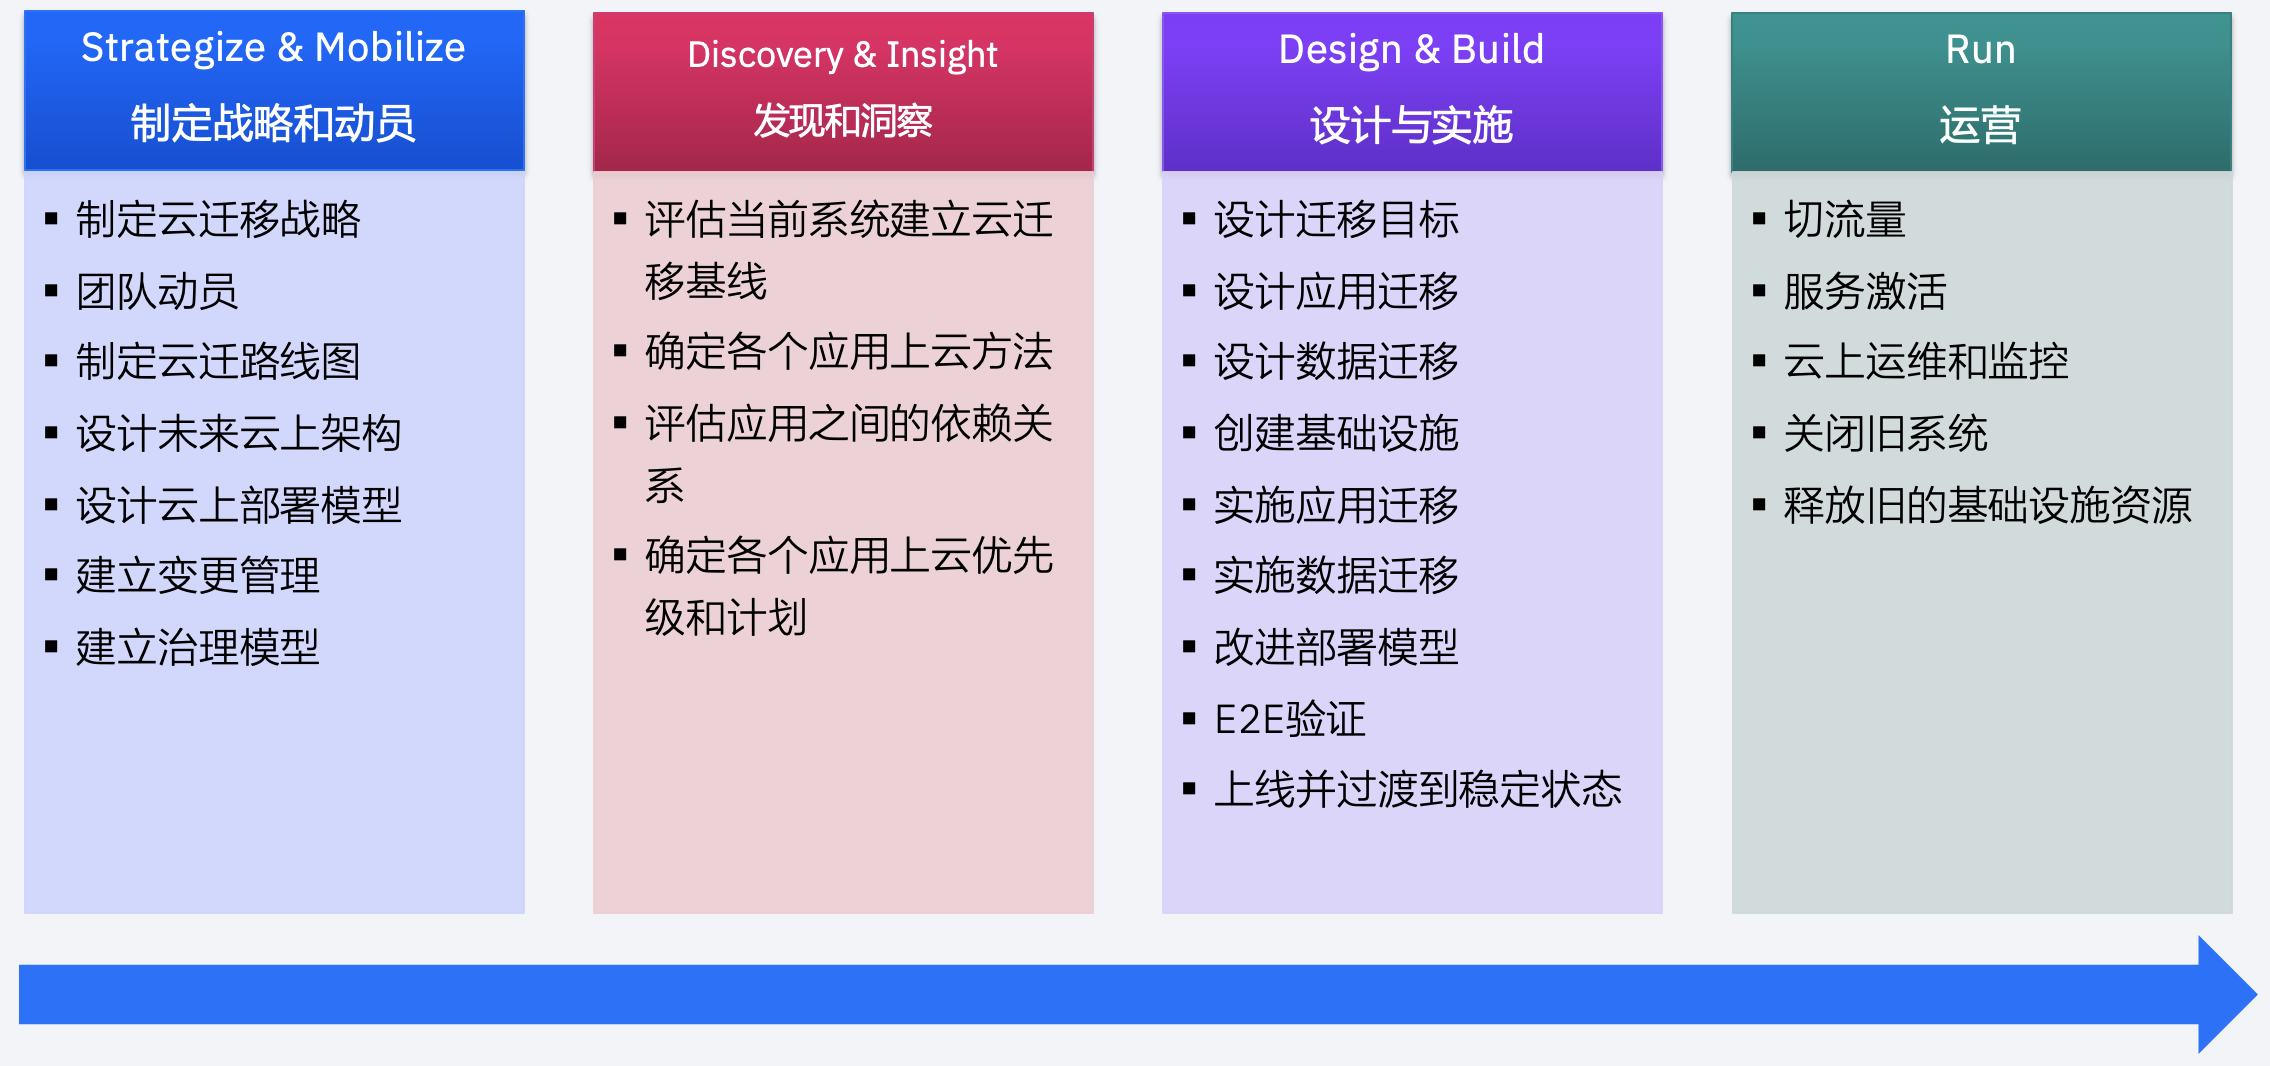 Strategize & Mobilize
制定战略和动员
▪ 制定云迁移战略
▪ 团队动员
▪ 制定云迁路线图
▪ 设计未来云上架构
▪ 设计云上部署模型
▪ 建立变更管理
▪ 建立治理模型
Discovery & Insight
发现和洞察
▪ 评估当前系统建立云迁
移基线
▪ 确定各个应用上云方法
▪ 评估应用之间的依赖关
系
▪ 确定各个应用上云优先
级和计划
Design & Build
设计与实施
▪ 设计迁移目标
▪ 设计应用迁移
▪ 设计数据迁移
▪ 创建基础设施
▪ 实施应用迁移
▪ 实施数据迁移
▪ 改进部署模型
▪ E2E验证
▪ 上线并过渡到稳定状态
Run
运营
▪ 切流量
▪ 服务激活
▪ 云上运维和监控
▪ 关闭旧系统
▪ 释放旧的基础设施资源